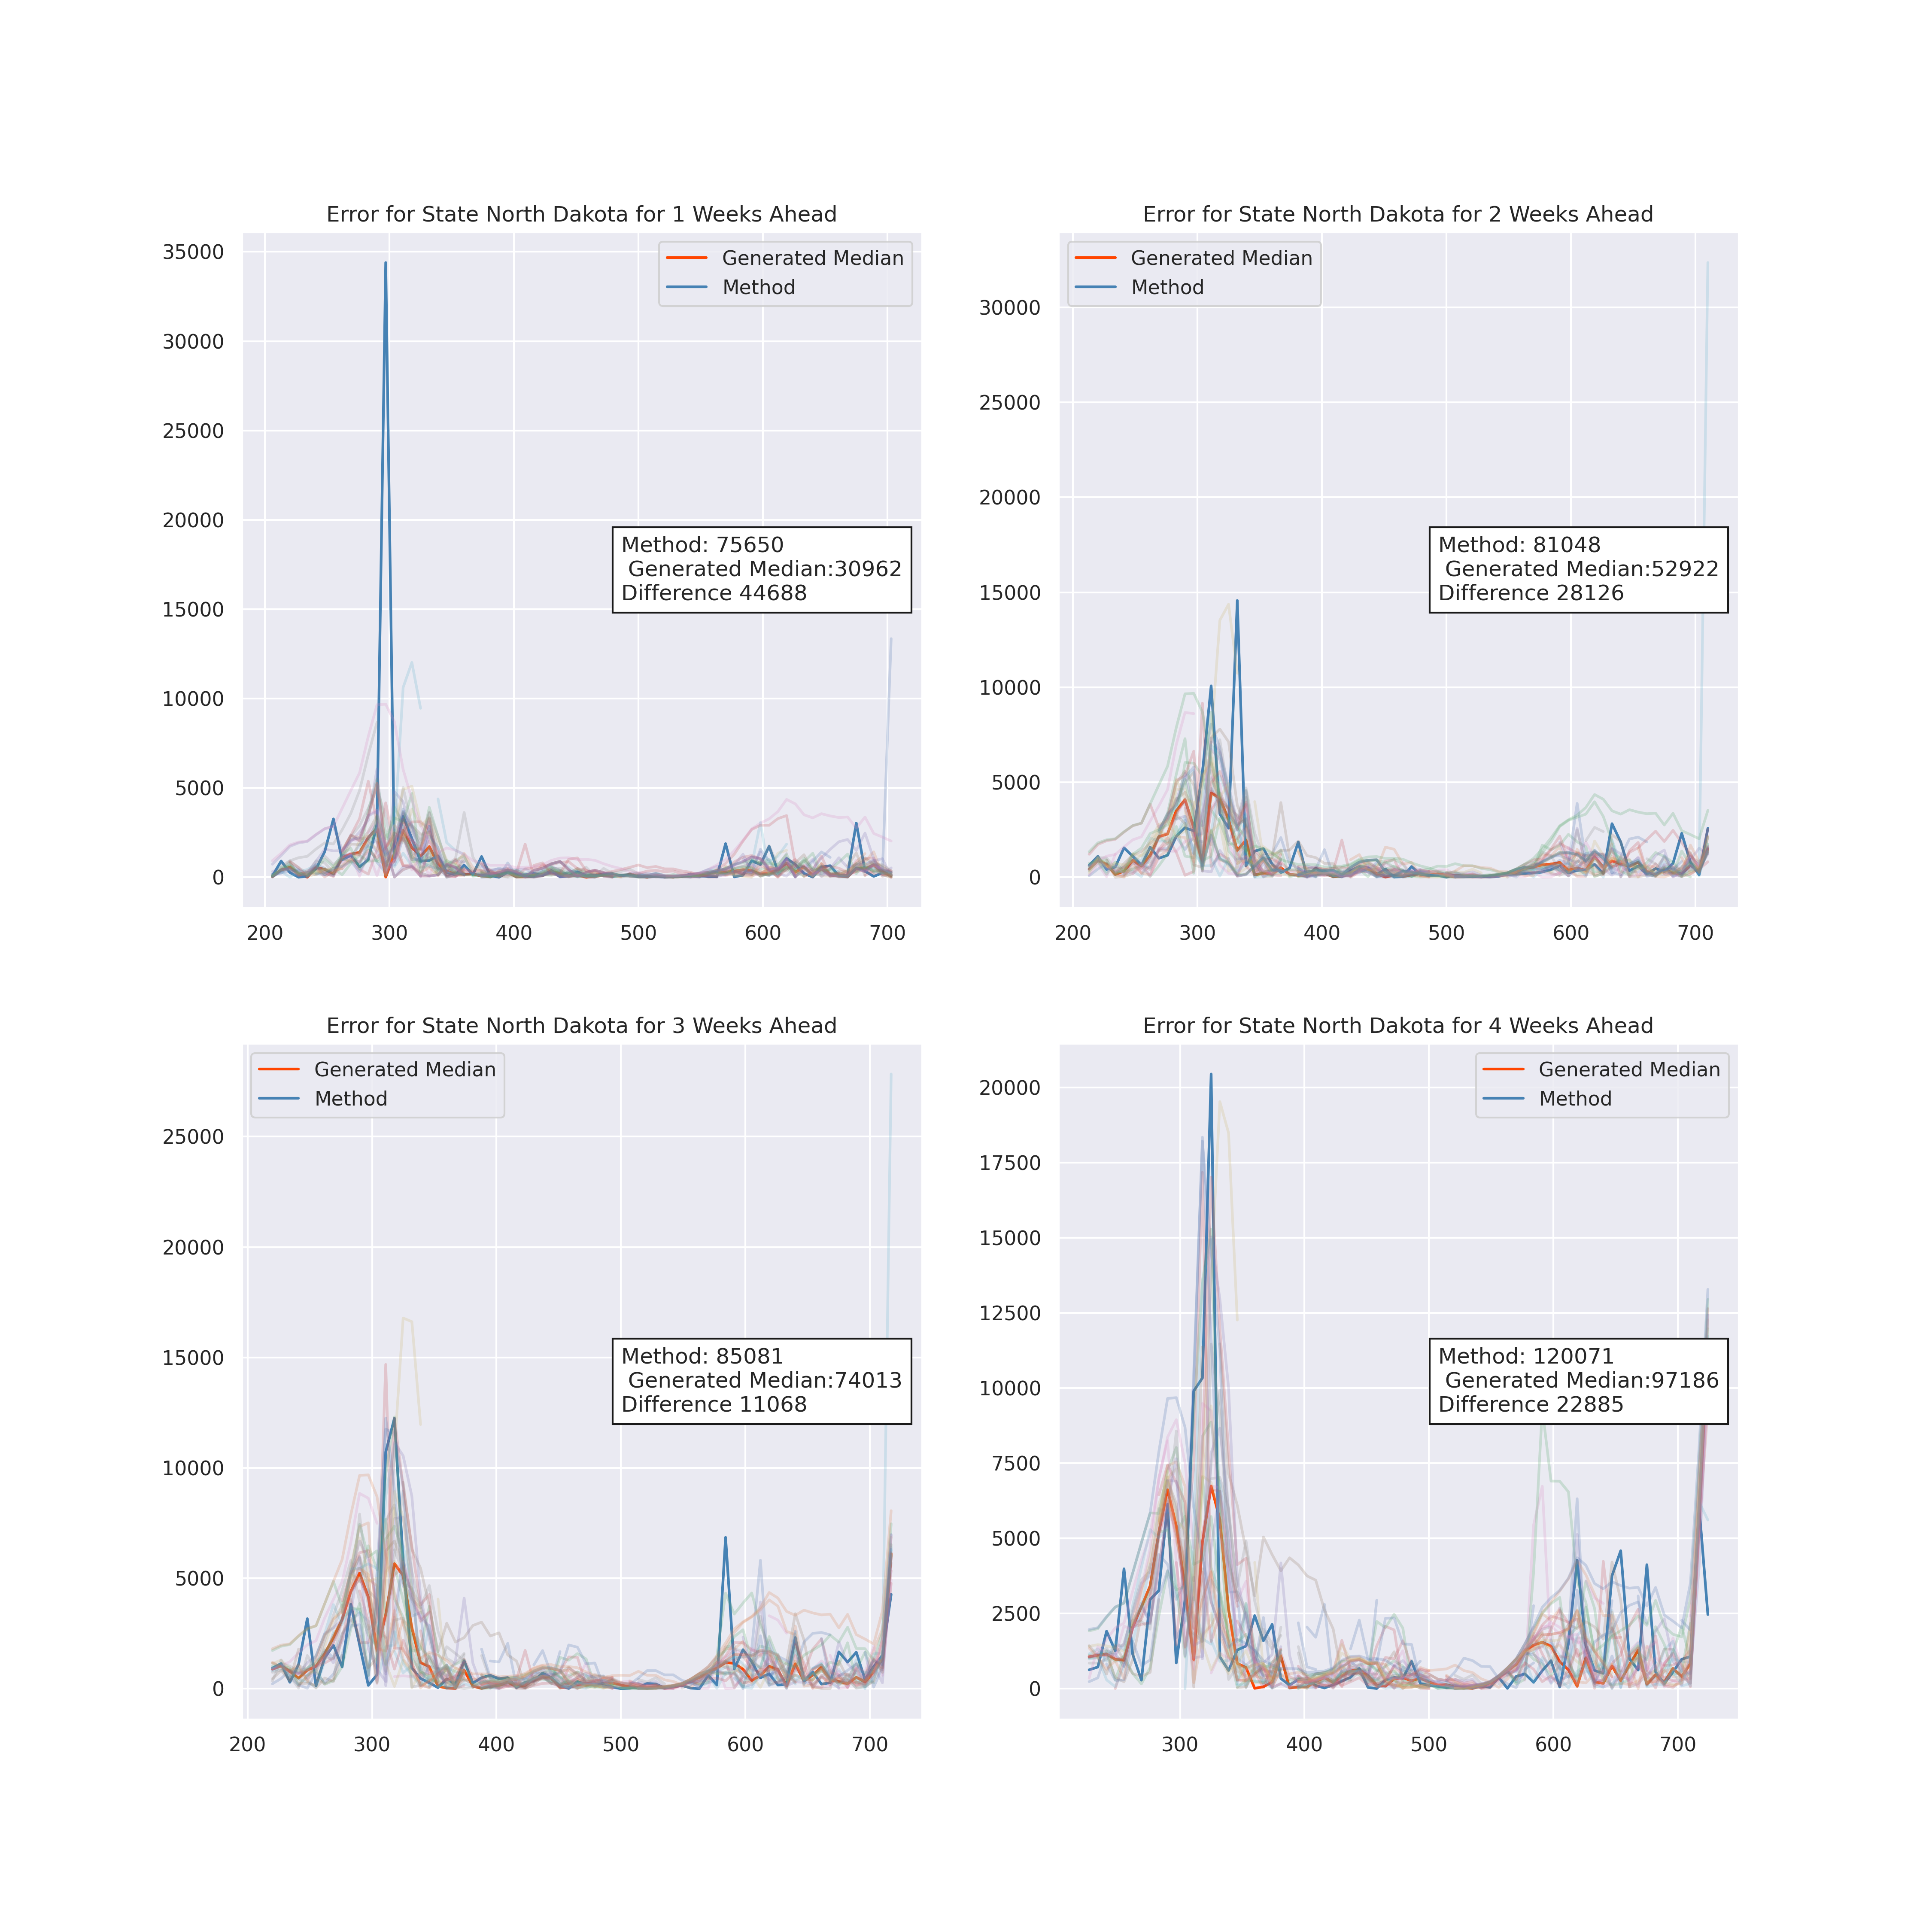 Error for State North Dakota for 1 Weeks Ahead
35000
30000
25000
20000
15000
10000
5000
0
200 300 400 500 600 700
Generated Median
Method
Method: 75650
Generated Median:30962
Difference 44688
Error for State North Dakota for 2 Weeks Ahead
30000
25000
20000
15000
10000
5000
0
200 300 400 500 600 700
Generated Median
Method
Method: 81048
Generated Median:52922
Difference 28126
Error for State North Dakota for 3 Weeks Ahead
25000
20000
15000
10000
5000
0
200 300 400 500 600 700
Generated Median
Method
Method: 85081
Generated Median:74013
Difference 11068
Error for State North Dakota for 4 Weeks Ahead
20000
17500
15000
12500
10000
7500
5000
2500
0
300 400 500 600 700
Generated Median
Method
Method: 120071
Generated Median:97186
Difference 22885